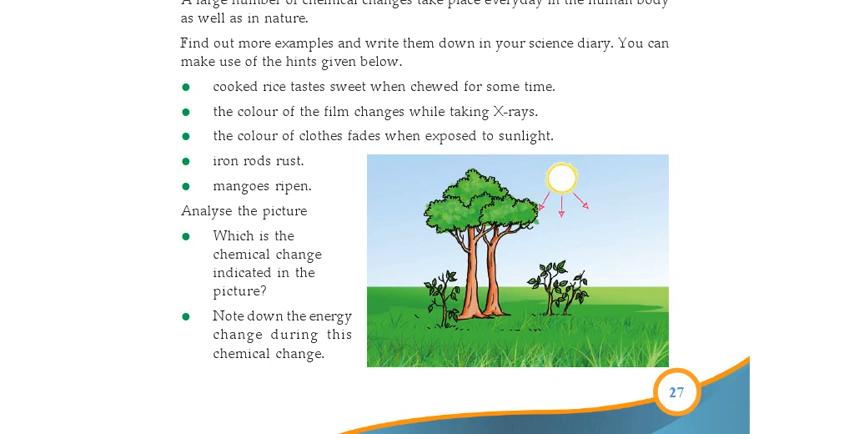 A large number of chemical changes take place everyday in the human body
as well as in nature.
Find out more examples and write them down in your science diary. You can
make use of the hints given below.
● cooked rice tastes sweet when chewed for some time.
● the colour of the film changes while taking X-rays.
● the colour of clothes fades when exposed to sunlight.
● iron rods rust.
● mangoes ripen.
Analyse the picture
● Which is the
chemical change
indicated in the
picture?
● Note down the energy
change during this
chemical change.
27